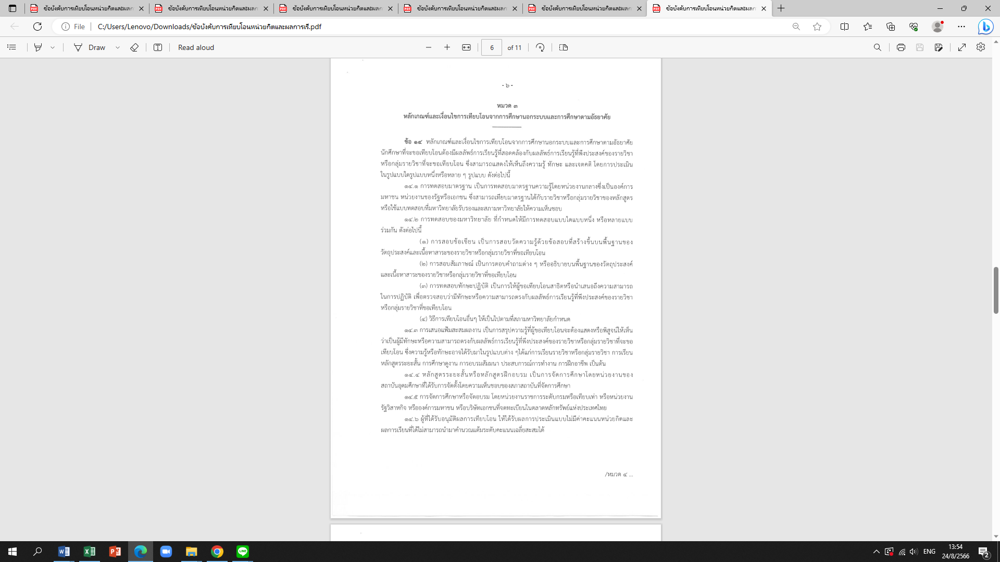 ข้อบังคับการเทียบโอนหน่วยกิตและผลก
ข้อบังคับการเทียบโอนหน่วยกิตและผลก
ข้อบังคับการเทียบโอนหน่วยกิตและผลก
ข้อบังคับการเทียบโอนหน่วยกิตและผลก
ข้อบังคับการเทียบโอนหน่วยกิตและผลก
ข้อบังคับการเทียบโอนหน่วยกิตและผลก
File C:/Users/Lenovo/Downloads/ข้อบังคับการเทียบโอนหน่วยกิตและผลการเรี.pdf
Draw Read aloud 6 of 11
- ๖ -
หมวด ๓
หลักเกณฑ์และเงื่อนไขการเทียบโอนจากการศึกษานอกระบบและการศึกษาตามอัธยาศัย
ข้อ ๑๔ หลักเกณฑ์และเงื่อนไขการเทียบโอนจากการศึกษานอกระบบและการศึกษาตามอัธยาศัย
นักศึกษาที่จะขอเทียบโอนต้องมีผลลัพธ์การเรียนรู้ที่สอดคล้องกับผลลัพธ์การเรียนรู้ที่พึงประสงค์ของรายวิชา
หรือกลุ่มรายวิชาที่จะขอเทียบโอน ซึ่งสามารถแสดงให้เห็นถึงความรู้ ทักษะ และเจตคติ โดยการประเมิน
ในรูปแบบใดรูปแบบหนึ่งหรือหลาย ๆ รูปแบบ ดังต่อไปนี้
๑๔.๑ การทดสอบมาตรฐาน เป็นการทดสอบมาตรฐานความรู้โดยหน่วยงานกลางซึ่งเป็นองค์การ
มหาชน หน่วยงานของรัฐหรือเอกชน ซึ่งสามารถเทียบมาตรฐานได้กับรายวิชาหรือกลุ่มรายวิชาของหลักสูตร
หรือใช้แบบทดสอบที่มหาวิทยาลัยรับรองและสภามหาวิทยาลัยให้ความเห็นชอบ
๑๔.๒ การทดสอบของมหาวิทยาลัย ที่กำหนดให้มีการทดสอบแบบใดแบบหนึ่ง หรือหลายแบบ
ร่วมกัน ดังต่อไปนี้
(๑) การสอบข้อเขียน เป็นการสอบวัดความรู้ด้วยข้อสอบที่สร้างขึ้นบนพื้นฐานของ
วัตถุประสงค์และเนื้อหาสาระของรายวิชาหรือกลุ่มรายวิชาที่ขอเทียบโอน
(๒) การสอบสัมภาษณ์ เป็นการตอบคำถามต่าง ๆ หรืออธิบายบนพื้นฐานของวัตถุประสงค์
และเนื้อหาสาระของรายวิชาหรือกลุ่มรายวิชาที่ขอเทียบโอน
(๓) การทดสอบทักษะปฏิบัติ เป็นการให้ผู้ขอเทียบโอนสาธิตหรือนำเสนอถึงความสามารถ
ในการปฏิบัติ เพื่อตรวจสอบว่ามีทักษะหรือความสามารถตรงกับผลลัพธ์การเรียนรู้ที่พึงประสงค์ของรายวิชา
หรือกลุ่มรายวิชาที่ขอเทียบโอน
(๔) วิธีการเทียบโอนอื่นๆ ให้เป็นไปตามที่สภามหาวิทยาลัยกำหนด
๑๔.๓ การเสนอแฟ้มสะสมผลงาน เป็นการสรุปความรู้ที่ผู้ขอเทียบโอนจะต้องแสดงหรือพิสูจน์ให้เห็น
ว่าเป็นผู้มีทักษะหรือความสามารถตรงกับผลลัพธ์การเรียนรู้ที่พึงประสงค์ของรายวิชาหรือกลุ่มรายวิชาที่จะขอ
เทียบโอน ซึ่งความรู้หรือทักษะอาจได้รับมาในรูปแบบต่าง ๆได้แก่การเรียนรายวิชาหรือกลุ่มรายวิชา การเรียน
หลักสูตรระยะสั้น การศึกษาดูงาน การอบรมสัมมนา ประสบการณ์การทำงาน การฝึกอาชีพ เป็นต้น
๑๔.๔ หลักสูตรระยะสั้นหรือหลักสูตรฝึกอบรม เป็นการจัดการศึกษาโดยหน่วยงานของ
สถาบันอุดมศึกษาที่ได้รับการจัดตั้งโดยความเห็นชอบของสภาสถาบันที่จัดการศึกษา
๑๔.๕ การจัดการศึกษาหรือจัดอบรม โดยหน่วยงานราชการระดับกรมหรือเทียบเท่า หรือหน่วยงาน
รัฐวิสาหกิจ หรือองค์การมหาชน หรือบริษัทเอกชนที่จดทะเบียนในตลาดหลักทรัพย์แห่งประเทศไทย
๑๔.๖ ผู้ที่ได้รับอนุมัติผลการเทียบโอน ให้ได้รับผลการประเมินแบบไม่มีค่าคะแนนหน่วยกิตและ
ผลการเรียนที่ได้ไม่สามารถนำมาคำนวณแต้มระดับคะแนนเฉลี่ยสะสมได้
/หมวด ๔ ...
ENG
13:54
24/8/2566
2